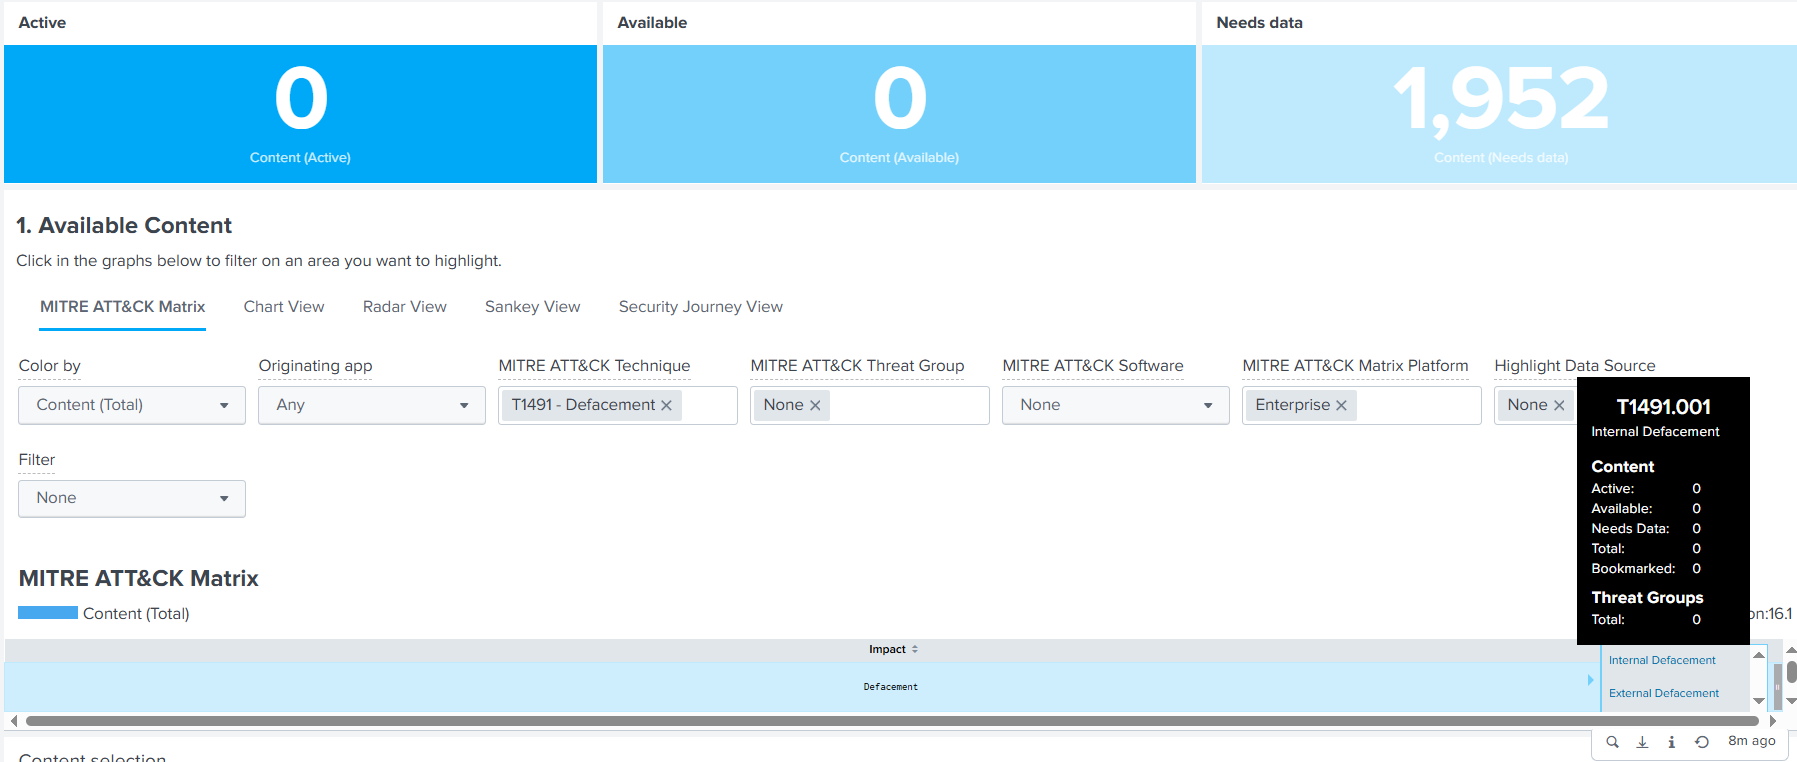 Active
Available
Needs data
0
0
1,952
Content (Active)
Content (Available)
Content (Needs data)
1. Available Content
Click in the graphs below to filter on an area you want to highlight.
MITRE ATT&CK Matrix
Chart View
Radar View
Sankey View
Security Journey View
Color by
Originating app
MITRE ATT&CK Technique
MITRE ATT&CK Threat Group
MITRE ATT&CK Software
MITRE ATT&CK Matrix Platform
Highlight Data Source
Content (Total)
Any
T1491 - Defacement
None
None
Enterprise
None
T1491.001
Internal Defacement
Content
Active: 0
Available: 0
Needs Data: 0
Total: 0
Bookmarked: 0
Threat Groups
Total: 0
Filter
None
MITRE ATT&CK Matrix
Content (Total)
on:16.1
Impact
Defacement
Internal Defacement
External Defacement
8m ago
Content selection